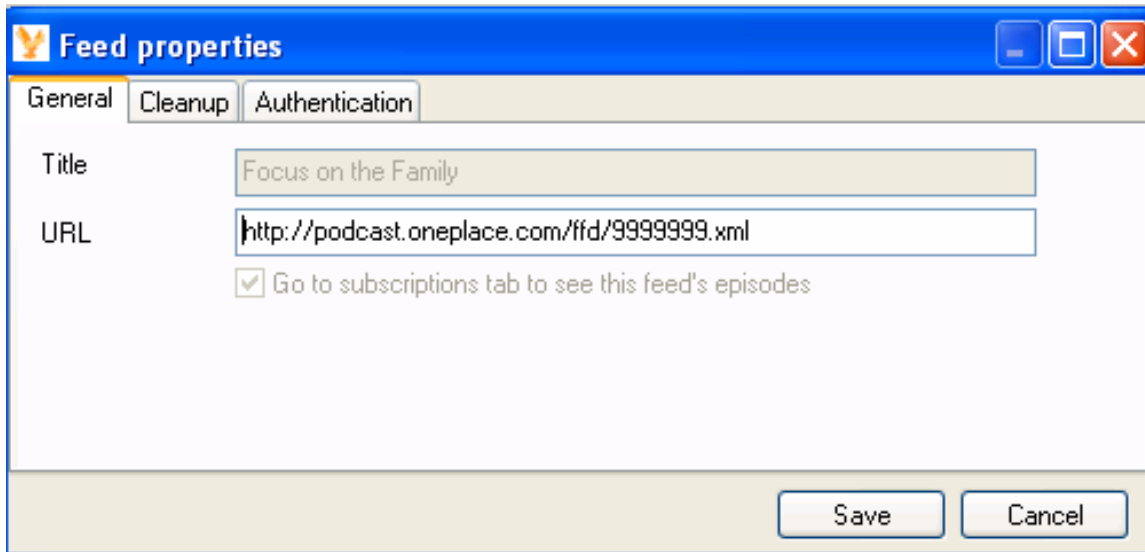 Feed properties
General Cleanup Authentication
Title Focus on the Family
URL http://podcast.oneplace.com/ffd/9999999.xml
Go to subscriptions tab to see this feed's episodes
Save Cancel